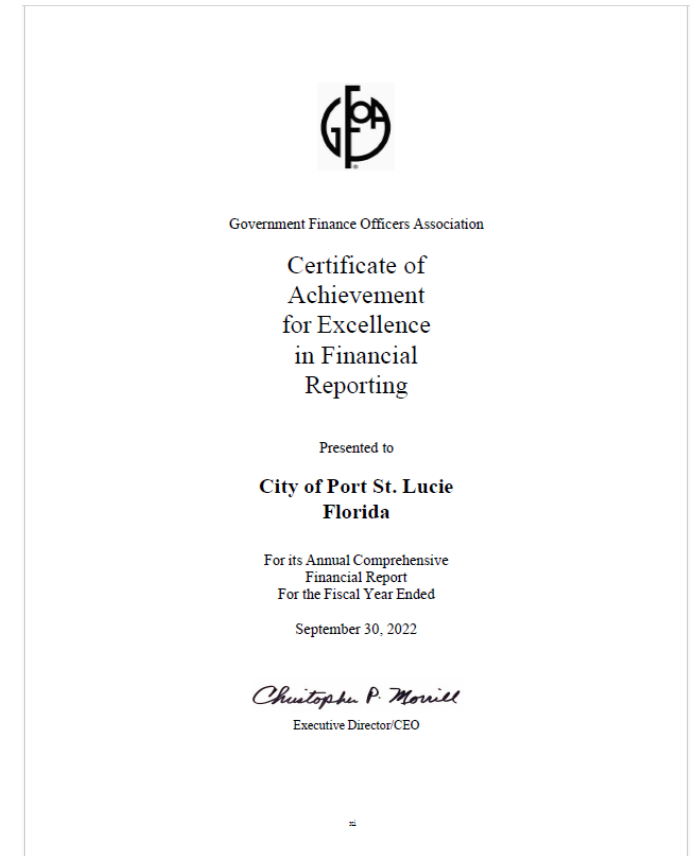 GFOA
Government Finance Officers Association
Certificate of
Achievement
for Excellence
in Financial
Reporting
Presented to
City of Port St. Lucie
Florida
For its Annual Comprehensive
Financial Report
For the Fiscal Year Ended
September 30, 2022
Christopher P. Morrill
Executive Director/CEO
xi